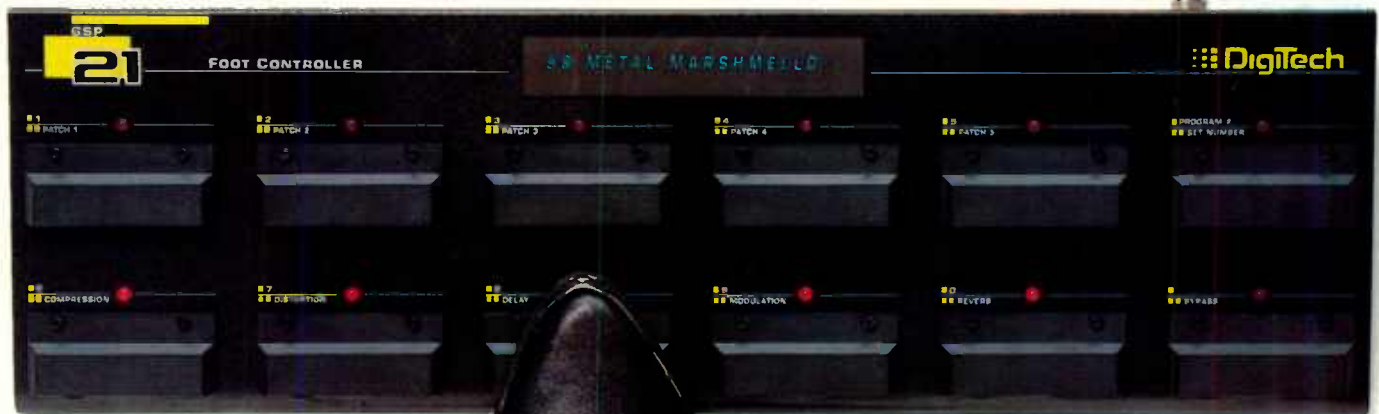 GSP
21 FOOT CONTROLLER
98 METAL MARSHMELLO
DigiTech
1
PATCH 1
2
PATCH 2
3
PATCH 3
4
PATCH 4
5
PATCH 5
PROGRAM #
SET NUMBER
COMPRESSION
7
DISTORTION
DELAY
9
MODULATION
0
REVERB
BYPASS